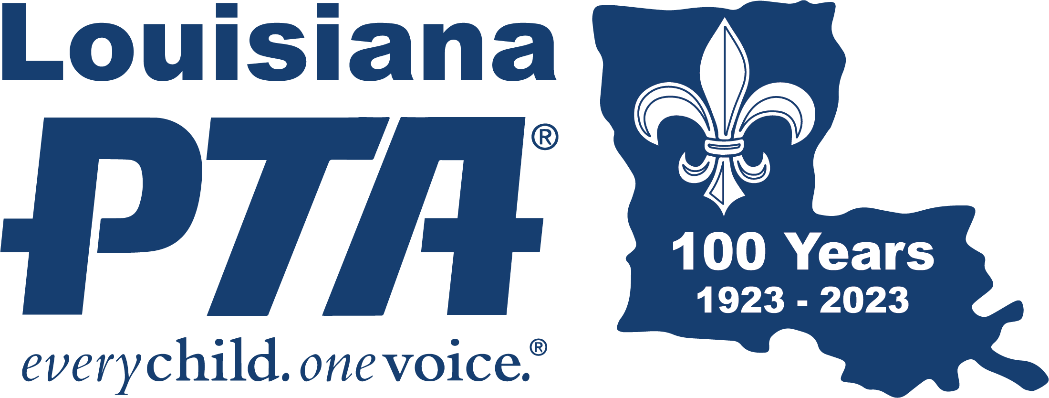 Louisiana
PTA®
everychild.onevoice.®
100 Years
1923 - 2023